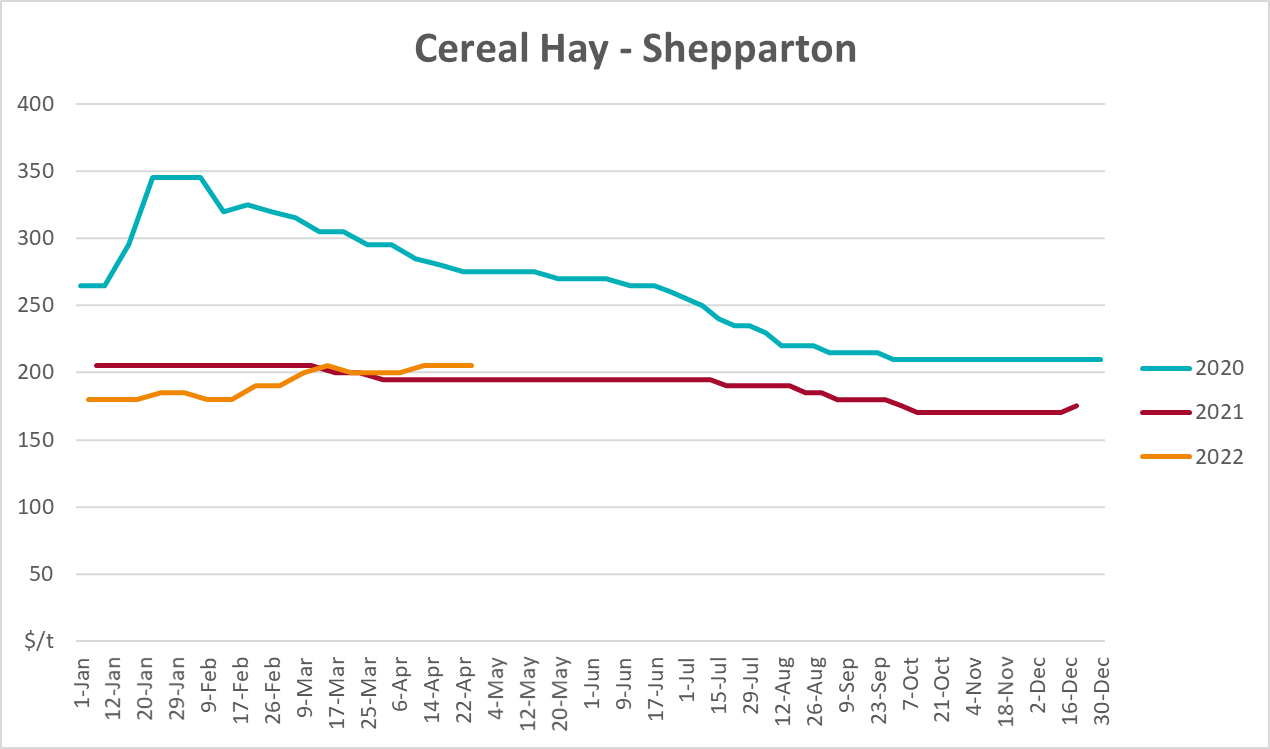 Cereal Hay - Shepparton
400
350
300
250
200
150
100
50
$/t
1-Jan
12-Jan
20-Jan
29-Jan
9-Feb
17-Feb
26-Feb
9-Mar
17-Mar
25-Mar
6-Apr
14-Apr
22-Apr
4-May
12-May
20-May
1-Jun
9-Jun
17-Jun
1-Jul
15-Jul
29-Jul
12-Aug
26-Aug
9-Sep
23-Sep
7-Oct
21-Oct
4-Nov
18-Nov
2-Dec
16-Dec
30-Dec
2020
2021
2022